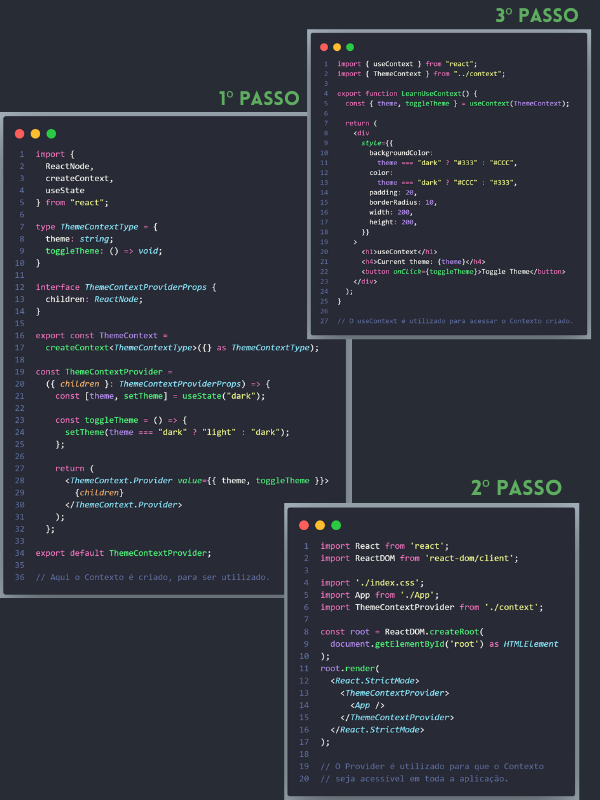 1º PASSO
1 import {
2 ReactNode,
3 createContext,
4 useState
5 } from "react";
6
7 type ThemeContextType = {
8 theme: string;
9 toggleTheme: () => void;
10 }
11
12 interface ThemeContextProviderProps {
13 children: ReactNode;
14 }
15
16 export const ThemeContext =
17 createContext<ThemeContextType>({} as ThemeContextType);
18
19 const ThemeContextProvider =
20 ({ children }: ThemeContextProviderProps) => {
21 const [theme, setTheme] = useState("dark");
22
23 const toggleTheme = () => {
24 setTheme(theme === "dark" ? "light" : "dark");
25 };
26
27 return (
28 <ThemeContext.Provider value={{ theme, toggleTheme }}>
29 {children}
30 </ThemeContext.Provider>
31 );
32 };
33
34 export default ThemeContextProvider;
35
36 // Aqui o Contexto é criado, para ser utilizado.
2º PASSO
1 import React from 'react';
2 import ReactDOM from 'react-dom/client';
3
4 import './index.css';
5 import App from './App';
6 import ThemeContextProvider from './context';
7
8 const root = ReactDOM.createRoot(
9 document.getElementById('root') as HTMLElement
10 );
11 root.render(
12 <React.StrictMode>
13 <ThemeContextProvider>
14 <App />
15 </ThemeContextProvider>
16 </React.StrictMode>
17 );
18
19 // O Provider é utilizado para que o Contexto
20 // seja acessível em toda a aplicação.
3º PASSO
1 import { useContext } from "react";
2 import { ThemeContext } from "../context";
3
4 export function LearnUseContext() {
5 const { theme, toggleTheme } = useContext(ThemeContext);
6
7 return (
8 <div
9 style={{
10 backgroundColor:
11 theme === "dark" ? "#333" : "#CCC",
12 color:
13 theme === "dark" ? "#CCC" : "#333",
14 padding: 20,
15 borderRadius: 10,
16 width: 200,
17 height: 200,
18 }}
19 >
20 <h1>useContext</h1>
21 <h4>Current theme: {theme}</h4>
22 <button onClick={toggleTheme}>Toggle Theme</button>
23 </div>
24 );
25 }
26
27 // O useContext é utilizado para acessar o Contexto criado.